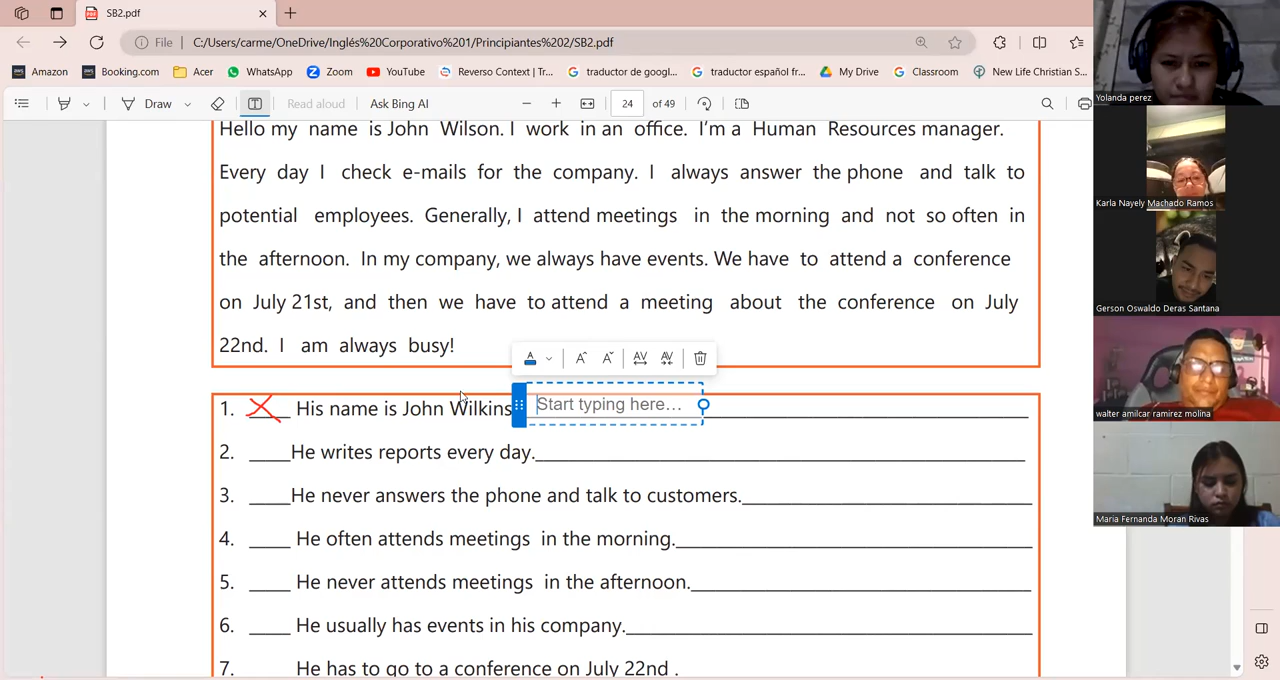 SB2.pdf
File C:/Users/carme/OneDrive/Inglés%20Corporativo%201/Principiantes%202/SB2.pdf
Amazon Booking.com Acer WhatsApp Zoom YouTube Reverso Context | Tr... traductor de googl... traductor español fr... My Drive Classroom New Life Christian S...
Draw Read aloud Ask Bing AI 24 of 49
Hello my name is John Wilson. I work in an office. I'm a Human Resources manager.
Every day I check e-mails for the company. I always answer the phone and talk to
potential employees. Generally, I attend meetings in the morning and not so often in
the afternoon. In my company, we always have events. We have to attend a conference
on July 21st, and then we have to attend a meeting about the conference on July
22nd. I am always busy!
1. ____ His name is John Wilkins Start typing here...
2. ____He writes reports every day.
3. ____He never answers the phone and talk to customers.
4. ____ He often attends meetings in the morning.
5. ____ He never attends meetings in the afternoon.
6. ____ He usually has events in his company.
7. ____ He has to go to a conference on July 22nd .
Yolanda perez
Karla Nayely Machado Ramos
Gerson Oswaldo Deras Santana
walter amilcar ramirez molina
Maria Fernanda Moran Rivas